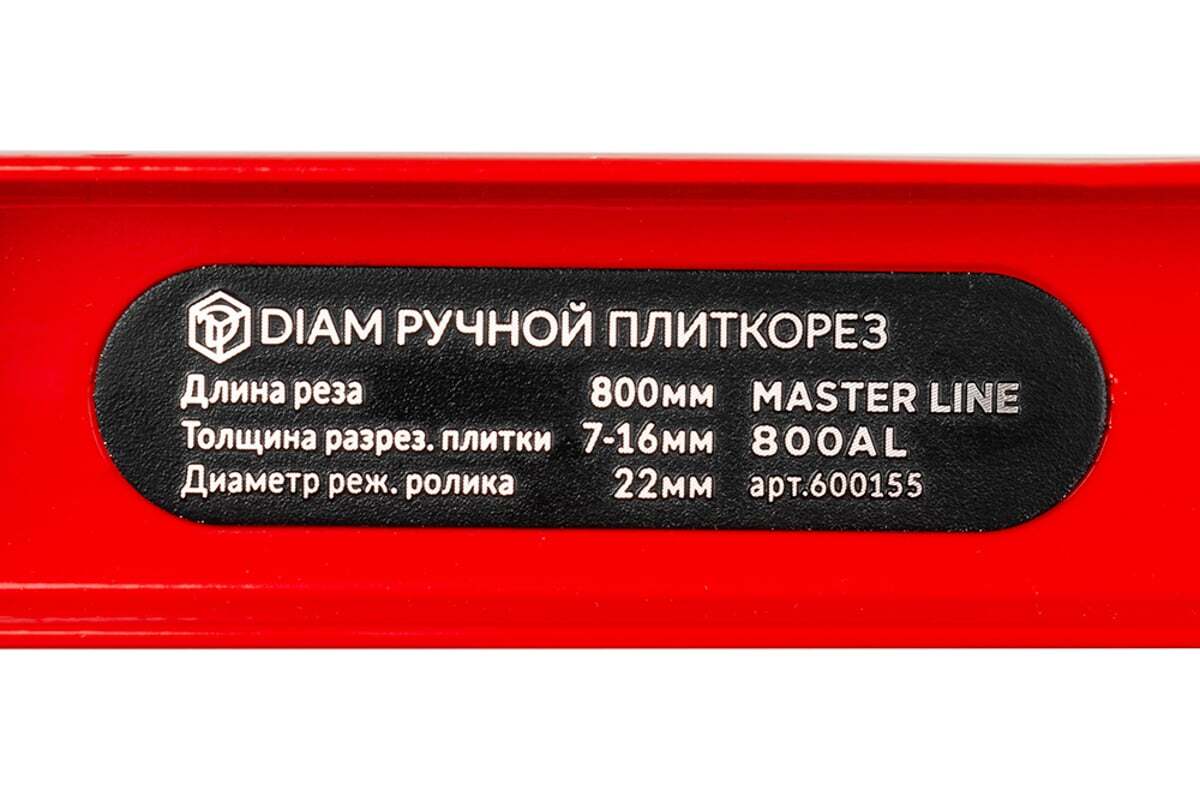 DIAM РУЧНОЙ ПЛИТКОРЕЗ
Длина реза 800мм MASTER LINE
Толщина разрез. плитки 7-16мм 800AL
Диаметр реж. ролика 22мм арт.600155